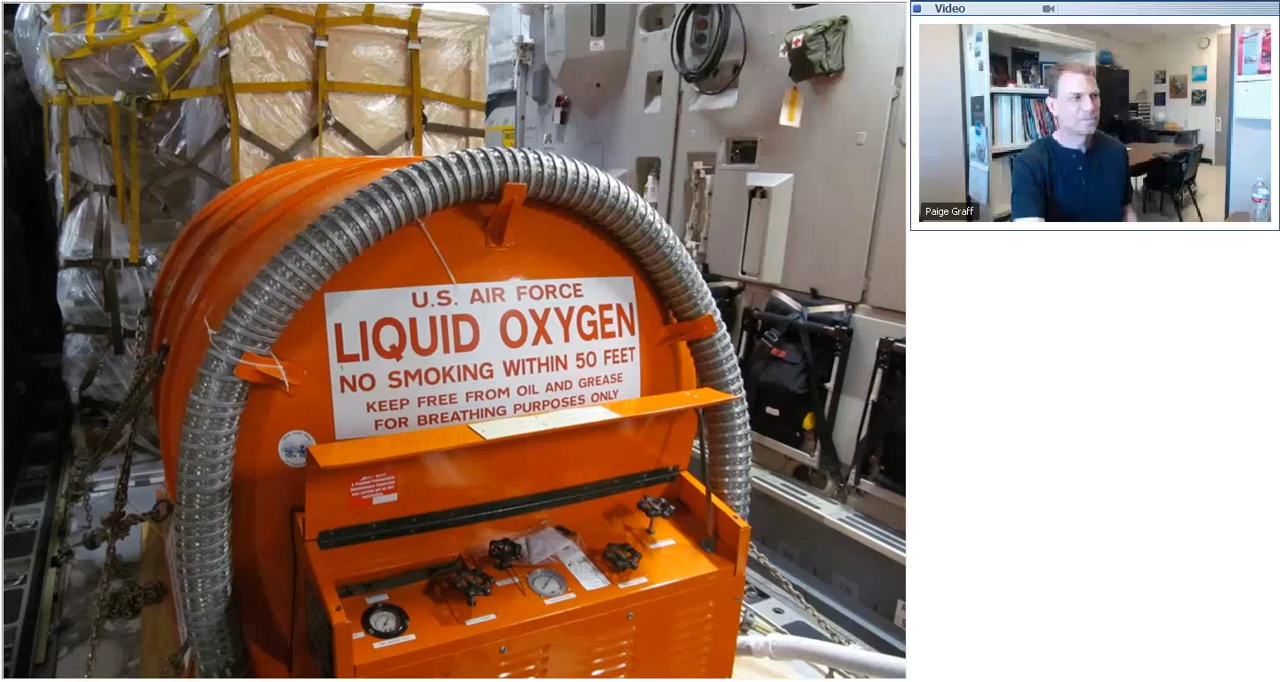 U.S. AIR FORCE
LIQUID OXYGEN
NO SMOKING WITHIN 50 FEET
KEEP FREE FROM OIL AND GREASE
FOR BREATHING PURPOSES ONLY
Video
Paige Graff